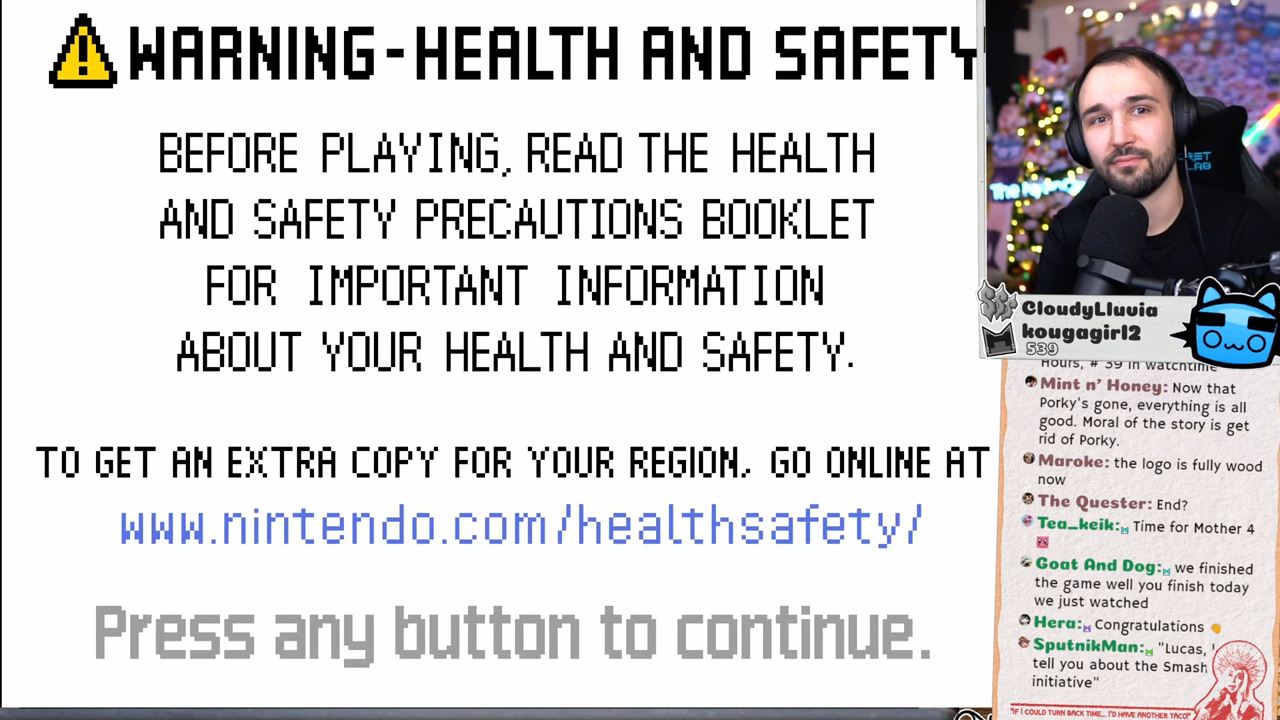 WARNING-HEALTH AND SAFETY
BEFORE PLAYING, READ THE HEALTH
AND SAFETY PRECAUTIONS BOOKLET
FOR IMPORTANT INFORMATION
ABOUT YOUR HEALTH AND SAFETY.
TO GET AN EXTRA COPY FOR YOUR REGION, GO ONLINE AT
www.nintendo.com/healthsafety/
Press any button to continue.
LAB
CloudyLluvia
kougagirl2
539
Hours, # 39 in watchtime
Mint n' Honey: Now that
Porky's gone, everything is all
good. Moral of the story is get
rid of Porky.
Maroke: the logo is fully wood
now
The Quester: End?
Tea_keik: Time for Mother 4
Goat And Dog: we finished
the game well you finish today
we just watched
Hera: Congratulations
SputnikMan: "Lucas,
tell you about the Smash
initiative"
"IF I COULD TURN BACK TIME... I'D HAVE ANOTHER TACO!"